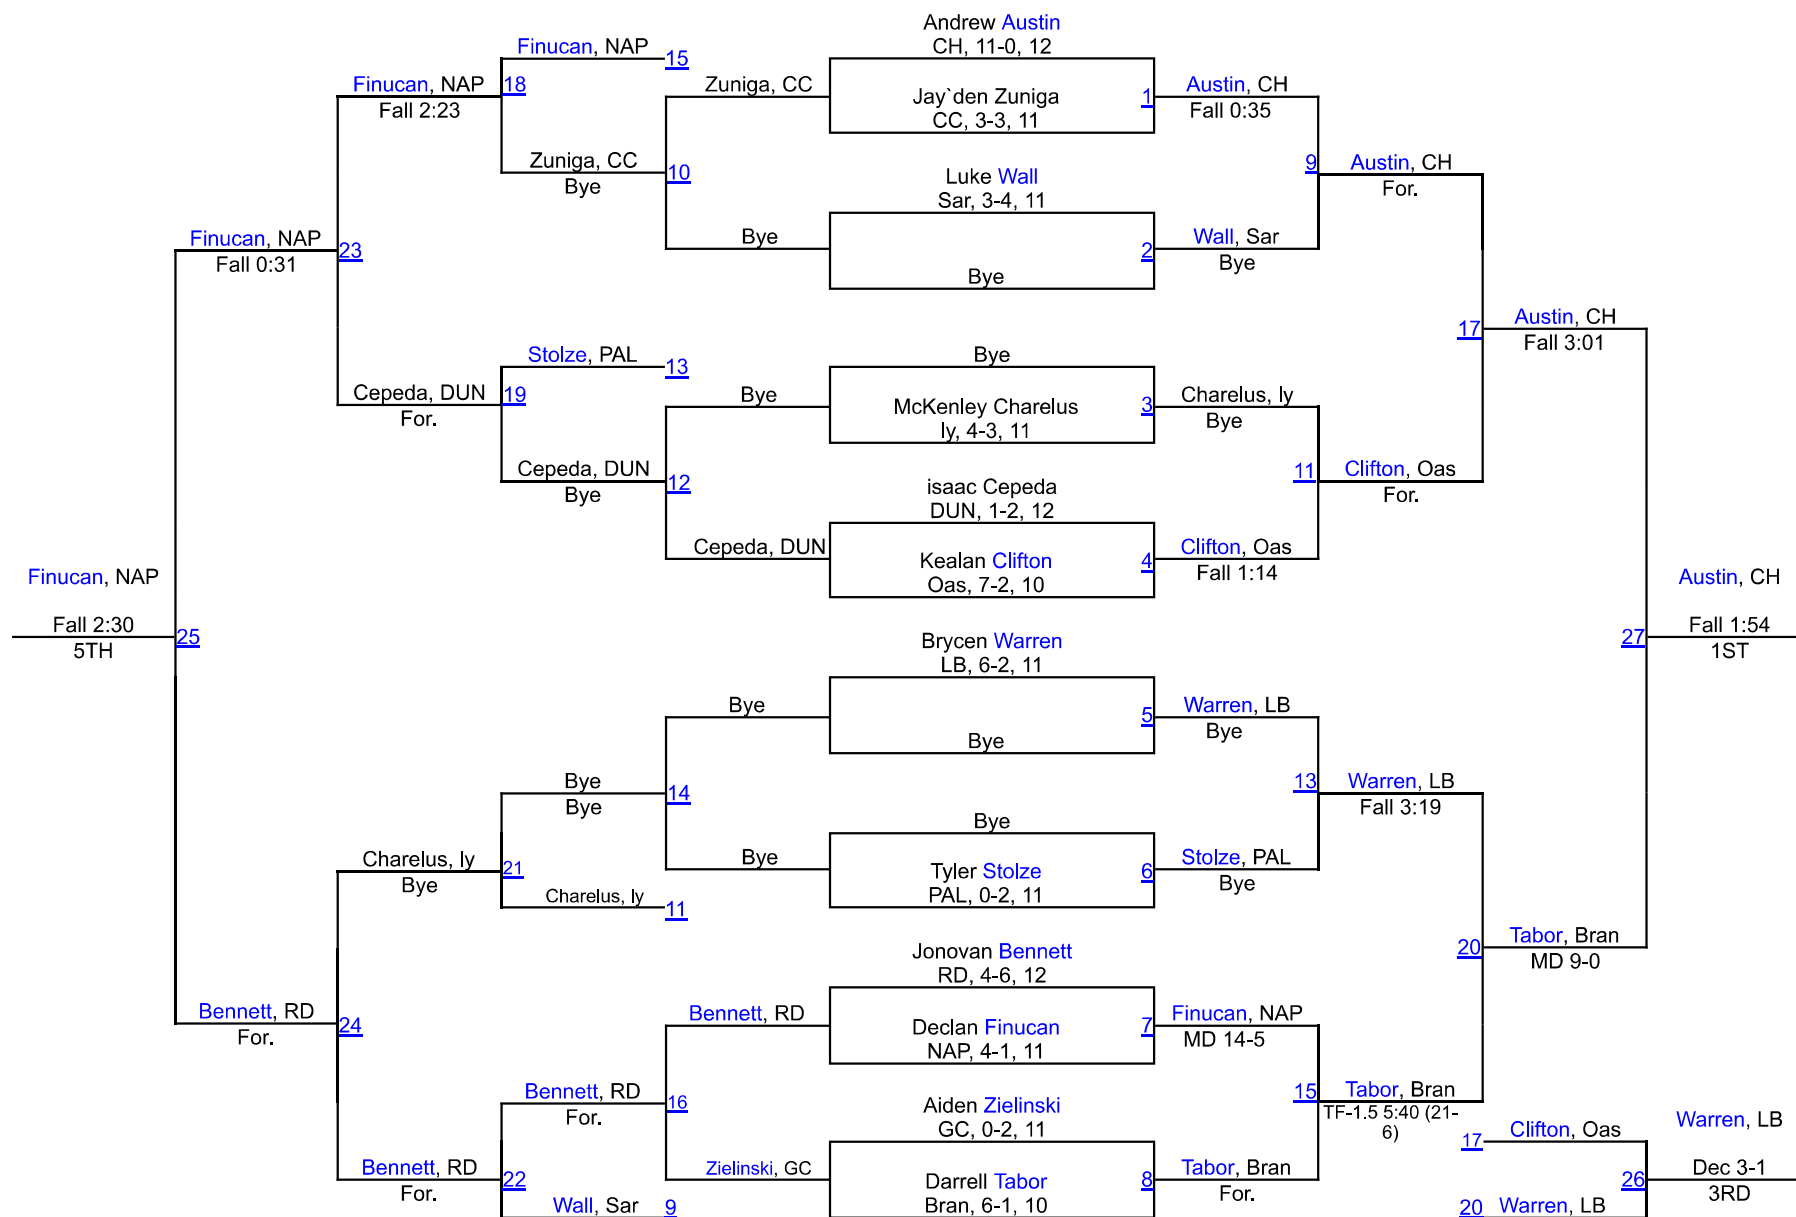 Andrew Austin
CH, 11-0, 12
Finucan, NAP
15
Finucan, NAP
18
Fall 2:23
Zuniga, CC
Jay`den Zuniga
CC, 3-3, 11
1
Austin, CH
Fall 0:35
Zuniga, CC
Bye
10
Luke Wall
Sar, 3-4, 11
9
Austin, CH
For.
Finucan, NAP
Fall 0:31
23
Bye
Bye
2
Wall, Sar
Bye
17
Austin, CH
Fall 3:01
Stolze, PAL
13
Bye
Cepeda, DUN
For.
19
Bye
McKenley Charelus
ly, 4-3, 11
3
Charelus, ly
Bye
Cepeda, DUN
Bye
12
isaac Cepeda
DUN, 1-2, 12
11
Clifton, Oas
For.
Cepeda, DUN
Kealan Clifton
Oas, 7-2, 10
4
Clifton, Oas
Fall 1:14
Finucan, NAP
Fall 2:30
5TH
25
Austin, CH
27
Fall 1:54
1ST
Brycen Warren
LB, 6-2, 11
Bye
Bye
5
Warren, LB
Bye
Bye
Bye
14
13
Warren, LB
Fall 3:19
Bye
Charelus, ly
Bye
21
Bye
Tyler Stolze
PAL, 0-2, 11
6
Stolze, PAL
Bye
Charelus, ly
11
20
Tabor, Bran
MD 9-0
Jonovan Bennett
RD, 4-6, 12
Bennett, RD
For.
24
Bennett, RD
Declan Finucan
NAP, 4-1, 11
7
Finucan, NAP
MD 14-5
Bennett, RD
For.
16
Aiden Zielinski
GC, 0-2, 11
15
Tabor, Bran
TF-1.5 5:40 (21-
6)
Bennett, RD
For.
22
Zielinski, GC
Darrell Tabor
Bran, 6-1, 10
8
Tabor, Bran
For.
Wall, Sar
9
17
Clifton, Oas
Warren, LB
26
Dec 3-1
3RD
20
Warren, LB